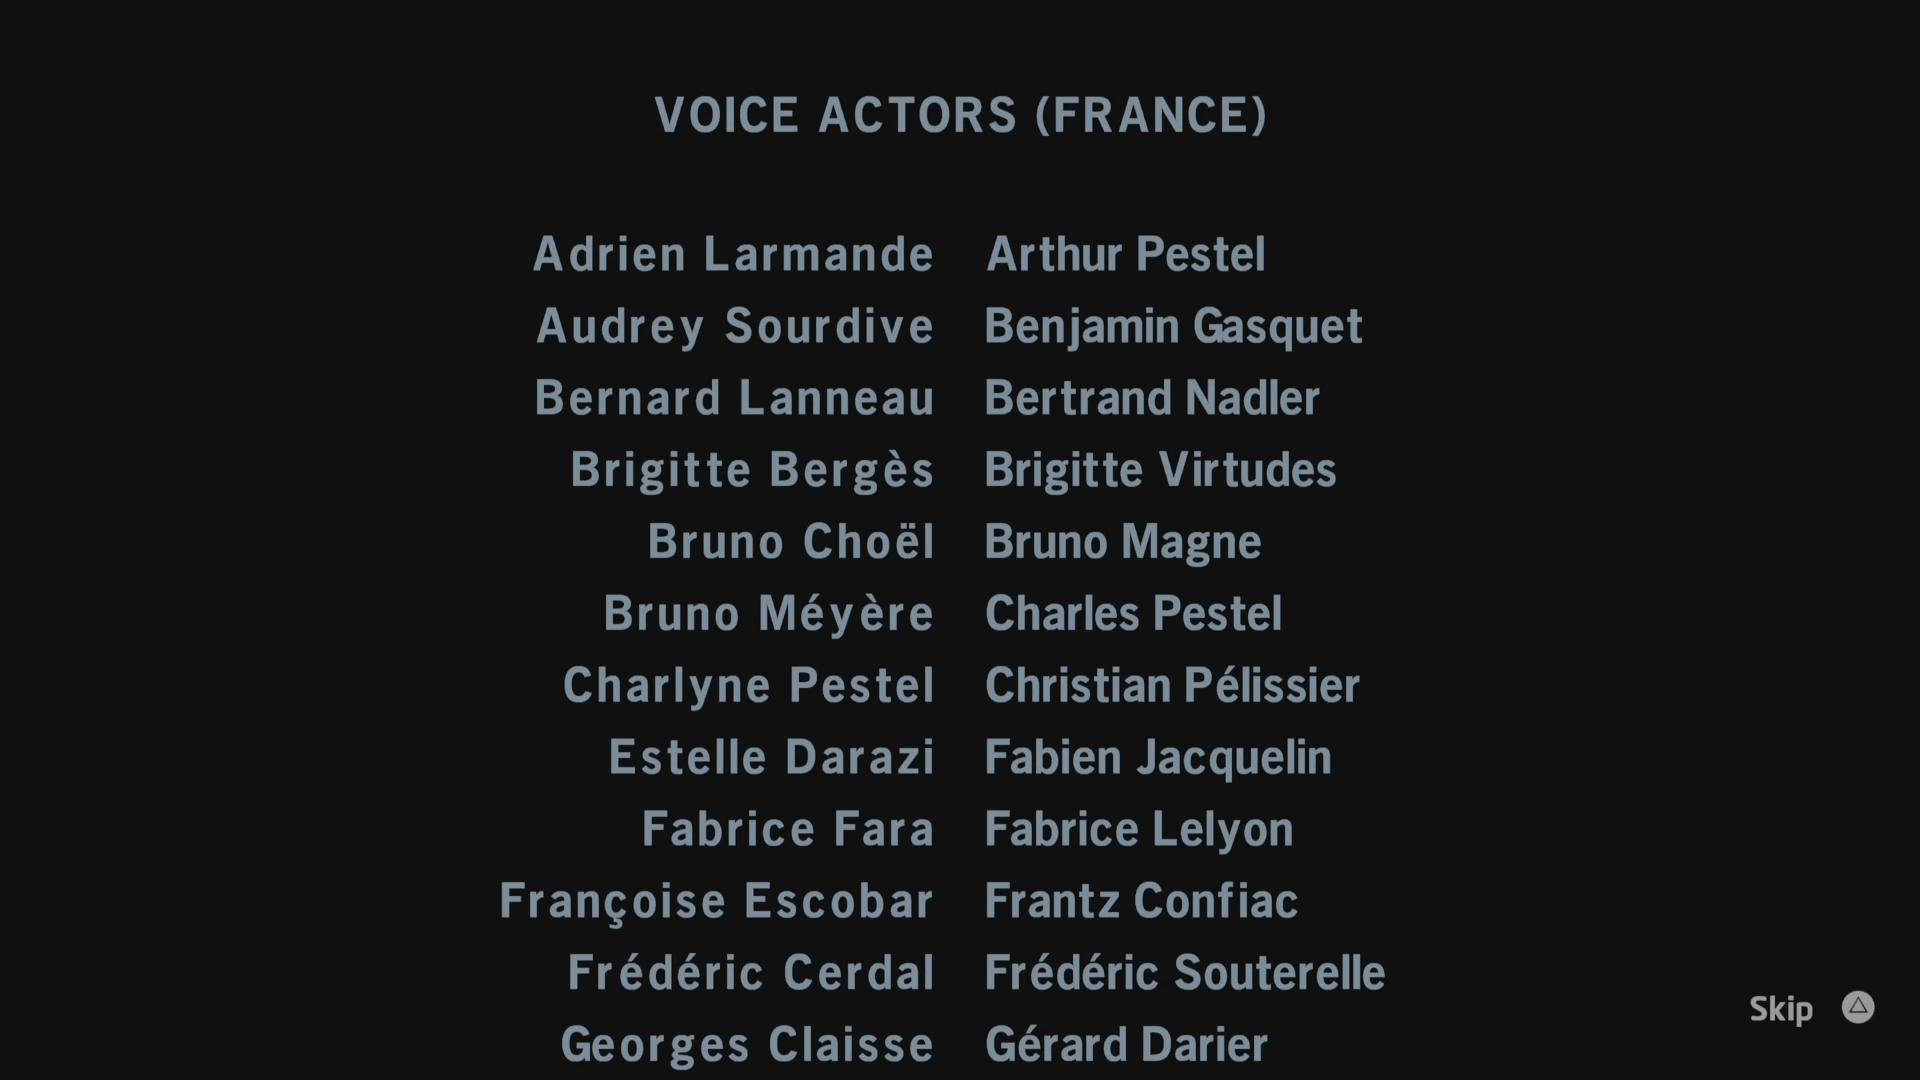 VOICE ACTORS (FRANCE)
Adrien Larmande Arthur Pestel
Audrey Sourdive Benjamin Gasquet
Bernard Lanneau Bertrand Nadler
Brigitte Bergès Brigitte Virtudes
Bruno Choël Bruno Magne
Bruno Méyère Charles Pestel
Charlyne Pestel Christian Pélissier
Estelle Darazi Fabien Jacquelin
Fabrice Fara Fabrice Lelyon
Françoise Escobar Frantz Confiac
Frédéric Cerdal Frédéric Souterelle
Georges Claisse Gérard Darier
Skip